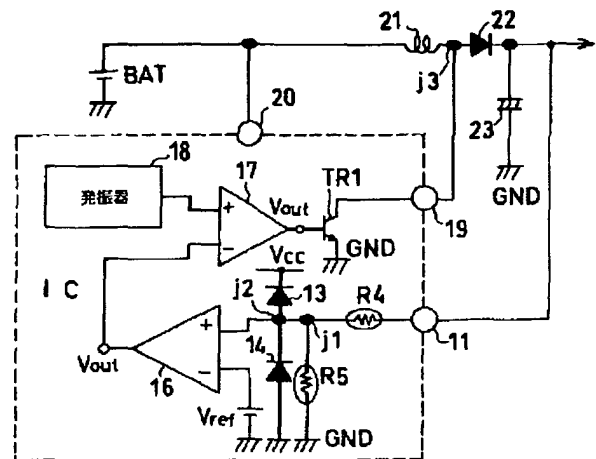 21
22
BAT
j3
20
23
18
発振器
17
TR1
Vout
GND
GND
19
Vcc
IC
j2
13
R4
j1
11
14
R5
Vout
16
Vref
GND
+
−
+
−